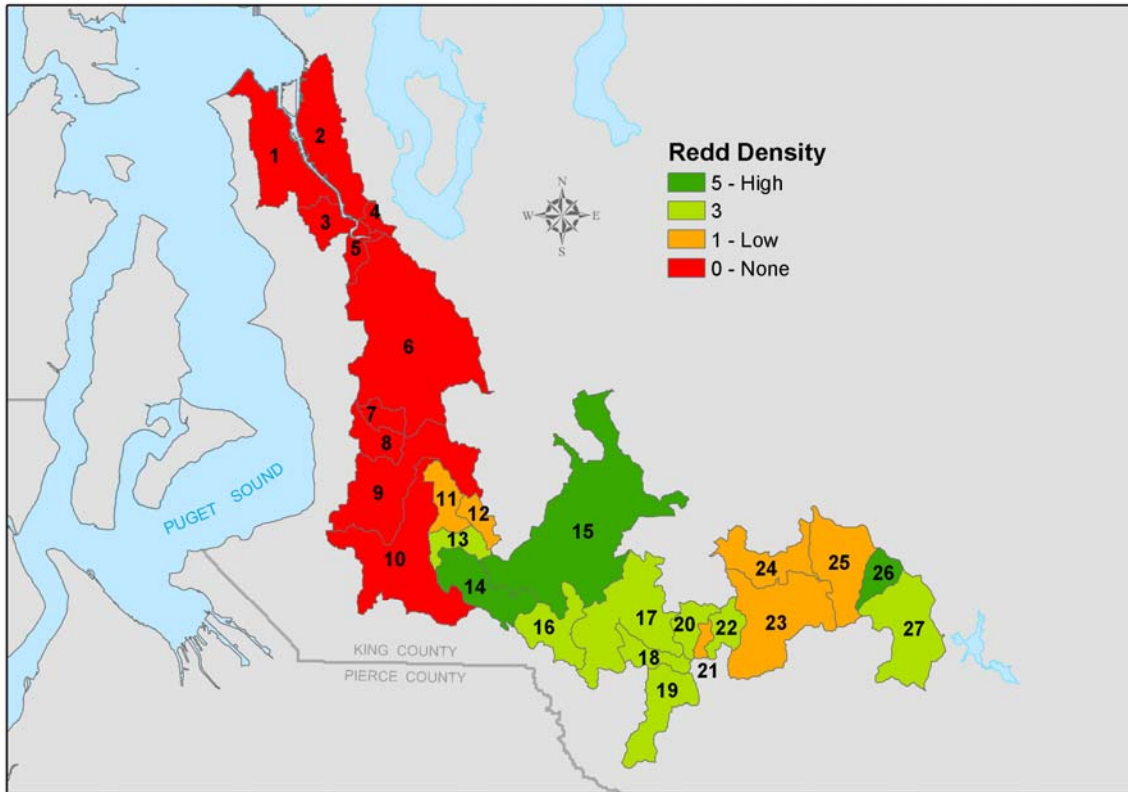 Redd Density
5 - High
3
1 - Low
0 - None
N
W E
S
1
2
3
4
5
6
7
8
9
10
11
12
13
14
15
16
17
18
19
20
21
22
23
24
25
26
27
PUGET SOUND
KING COUNTY
PIERCE COUNTY